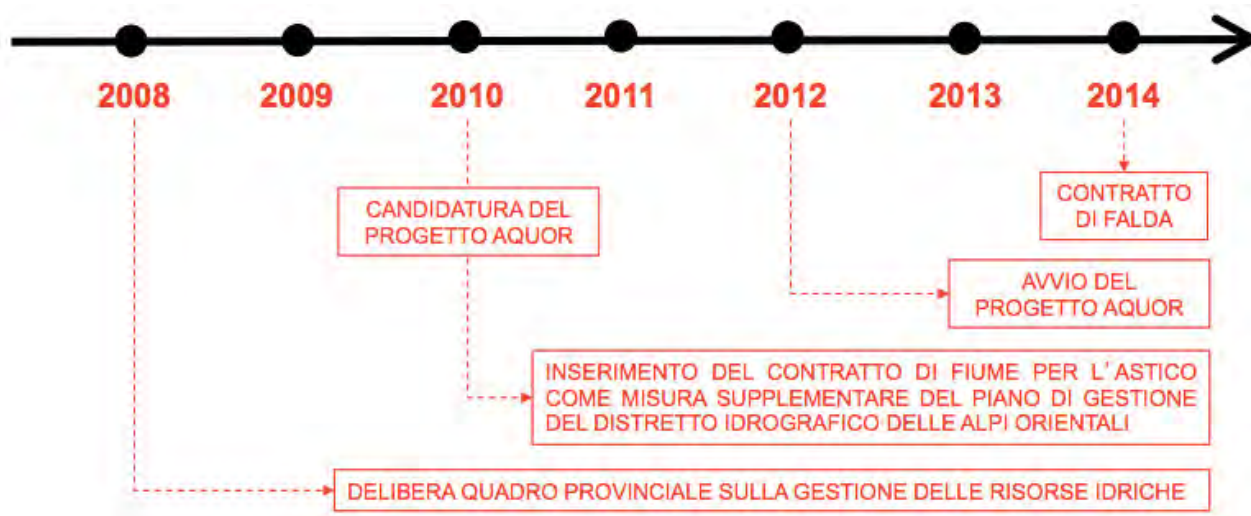 2008 2009 2010 2011 2012 2013 2014
CONTRATTO
DI FALDA
CANDIDATURA DEL
PROGETTO AQUOR
AVVIO DEL
PROGETTO AQUOR
INSERIMENTO DEL CONTRATTO DI FIUME PER L'ASTICO
COME MISURA SUPPLEMENTARE DEL PIANO DI GESTIONE
DEL DISTRETTO IDROGRAFICO DELLE ALPI ORIENTALI
DELIBERA QUADRO PROVINCIALE SULLA GESTIONE DELLE RISORSE IDRICHE